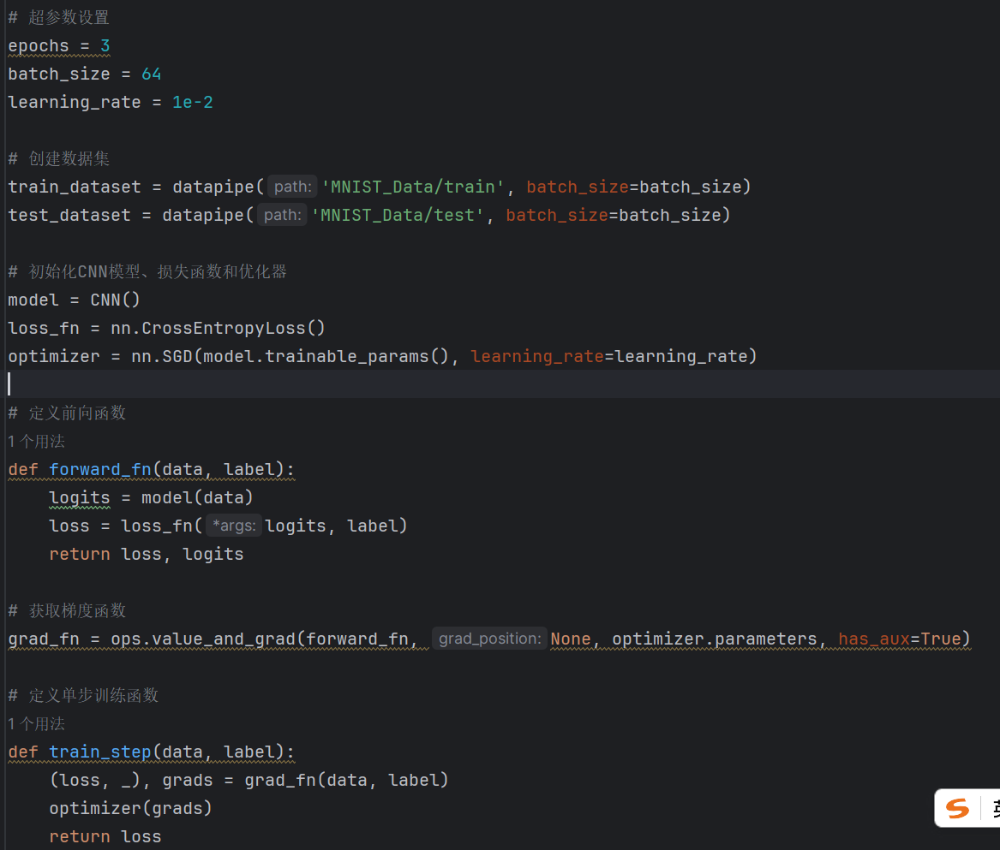 # 超参数设置
epochs = 3
batch_size = 64
learning_rate = 1e-2
# 创建数据集
train_dataset = datapipe( path: 'MNIST_Data/train', batch_size=batch_size)
test_dataset = datapipe( path: 'MNIST_Data/test', batch_size=batch_size)
# 初始化CNN模型、损失函数和优化器
model = CNN()
loss_fn = nn.CrossEntropyLoss()
optimizer = nn.SGD(model.trainable_params(), learning_rate=learning_rate)
# 定义前向函数
1 个用法
def forward_fn(data, label):
    logits = model(data)
    loss = loss_fn( *args: logits, label)
    return loss, logits
# 获取梯度函数
grad_fn = ops.value_and_grad(forward_fn, grad_position: None, optimizer.parameters, has_aux=True)
# 定义单步训练函数
1 个用法
def train_step(data, label):
    (loss, _), grads = grad_fn(data, label)
    optimizer(grads)
    return loss